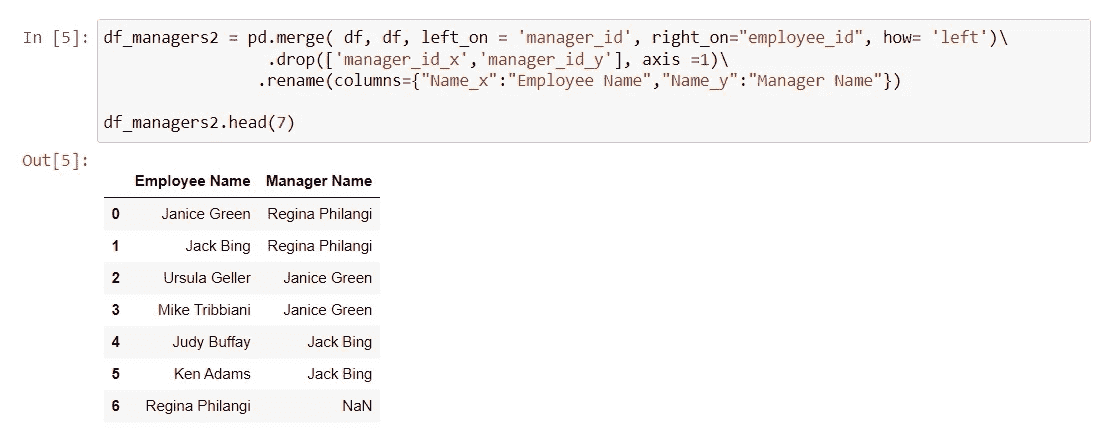 In [5]: df_managers2 = pd.merge( df, df, left_on = 'manager_id', right_on="employee_id", how= 'left')\
.drop(['manager_id_x','manager_id_y'], axis =1)\
.rename(columns={"Name_x":"Employee Name","Name_y":"Manager Name"})
df_managers2.head(7)
Out[5]:
Employee Name Manager Name
0 Janice Green Regina Philangi
1 Jack Bing Regina Philangi
2 Ursula Geller Janice Green
3 Mike Tribbiani Janice Green
4 Judy Buffay Jack Bing
5 Ken Adams Jack Bing
6 Regina Philangi NaN